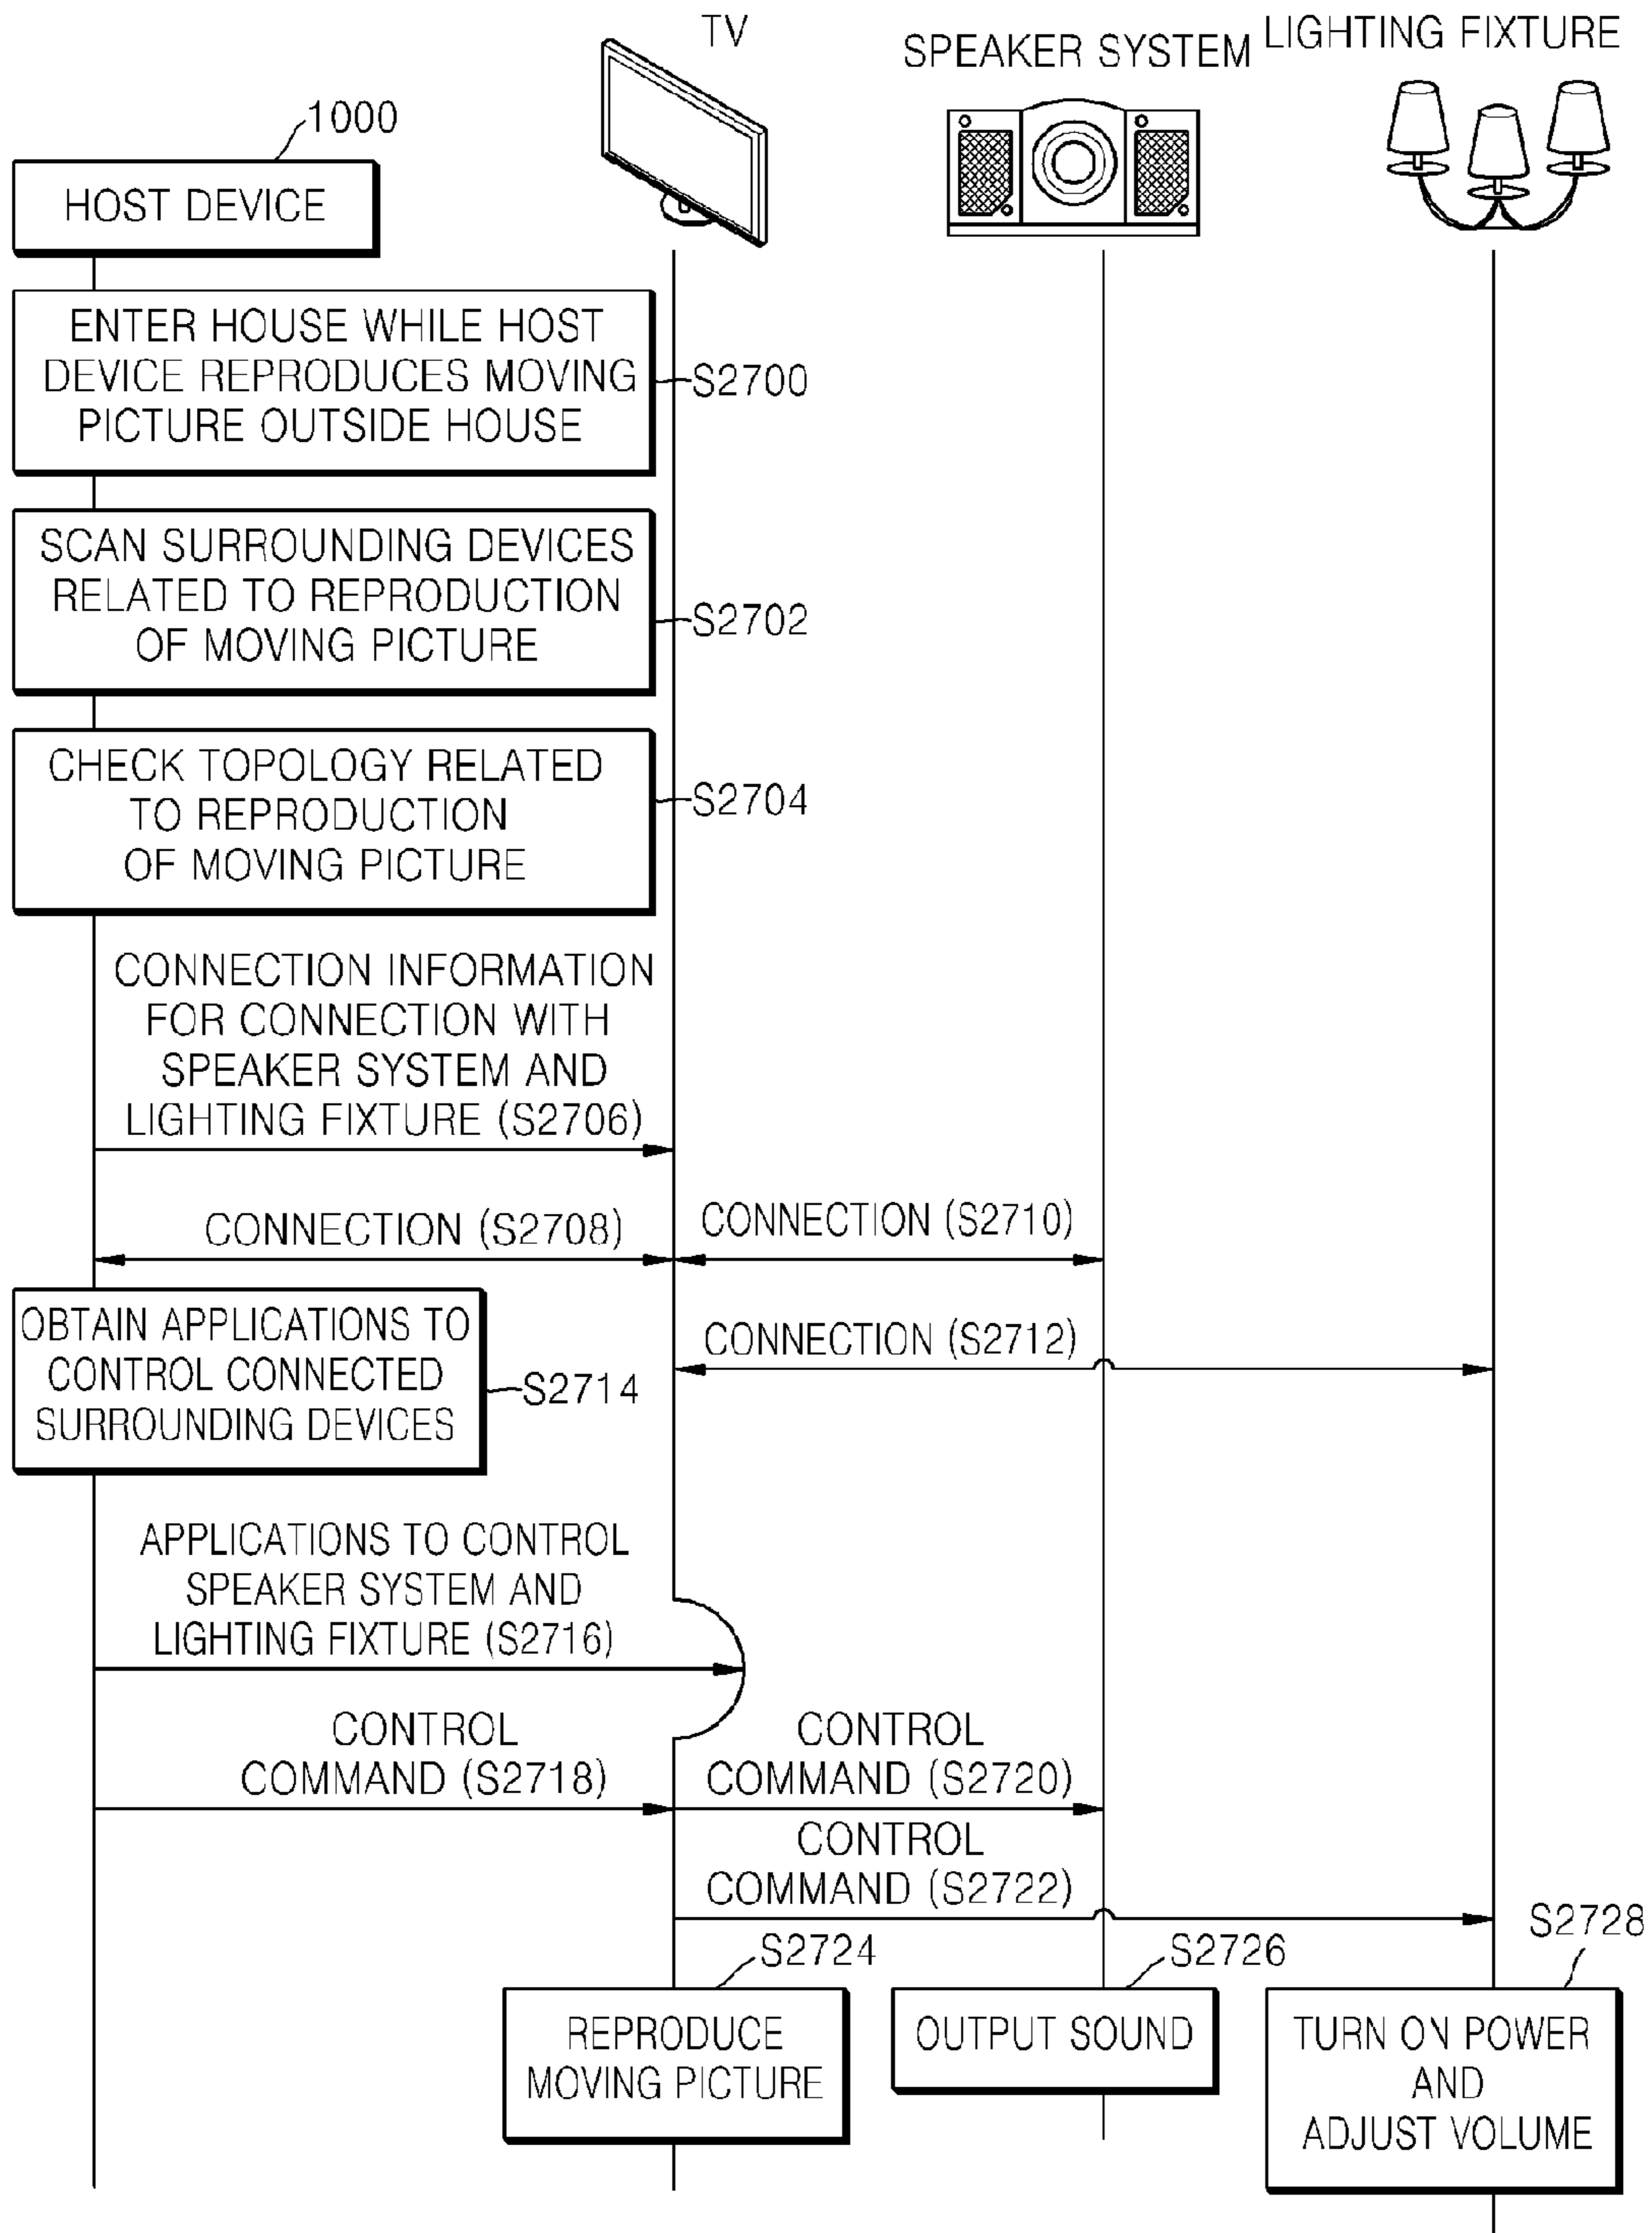 TV
SPEAKER SYSTEM
LIGHTING FIXTURE
1000
HOST DEVICE
ENTER HOUSE WHILE HOST
DEVICE REPRODUCES MOVING
PICTURE OUTSIDE HOUSE
S2700
SCAN SURROUNDING DEVICES
RELATED TO REPRODUCTION
OF MOVING PICTURE
S2702
CHECK TOPOLOGY RELATED
TO REPRODUCTION
OF MOVING PICTURE
S2704
CONNECTION INFORMATION
FOR CONNECTION WITH
SPEAKER SYSTEM AND
LIGHTING FIXTURE (S2706)
CONNECTION (S2708)
CONNECTION (S2710)
OBTAIN APPLICATIONS TO
CONTROL CONNECTED
SURROUNDING DEVICES
S2714
CONNECTION (S2712)
APPLICATIONS TO CONTROL
SPEAKER SYSTEM AND
LIGHTING FIXTURE (S2716)
CONTROL
COMMAND (S2718)
CONTROL
COMMAND (S2720)
CONTROL
COMMAND (S2722)
S2724
REPRODUCE
MOVING PICTURE
S2726
OUTPUT SOUND
S2728
TURN ON POWER
AND
ADJUST VOLUME